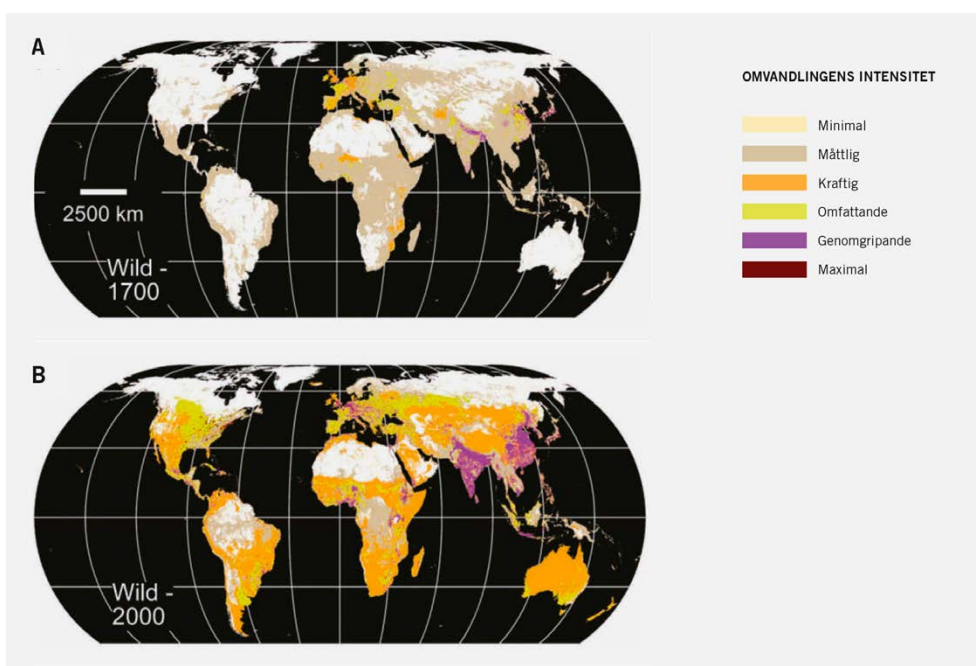 A
2500 km
Wild -
1700
OMVANDLINGENS INTENSITET
Minimal
Måttlig
Kraftig
Omfattande
Genomgripande
Maximal
B
Wild -
2000